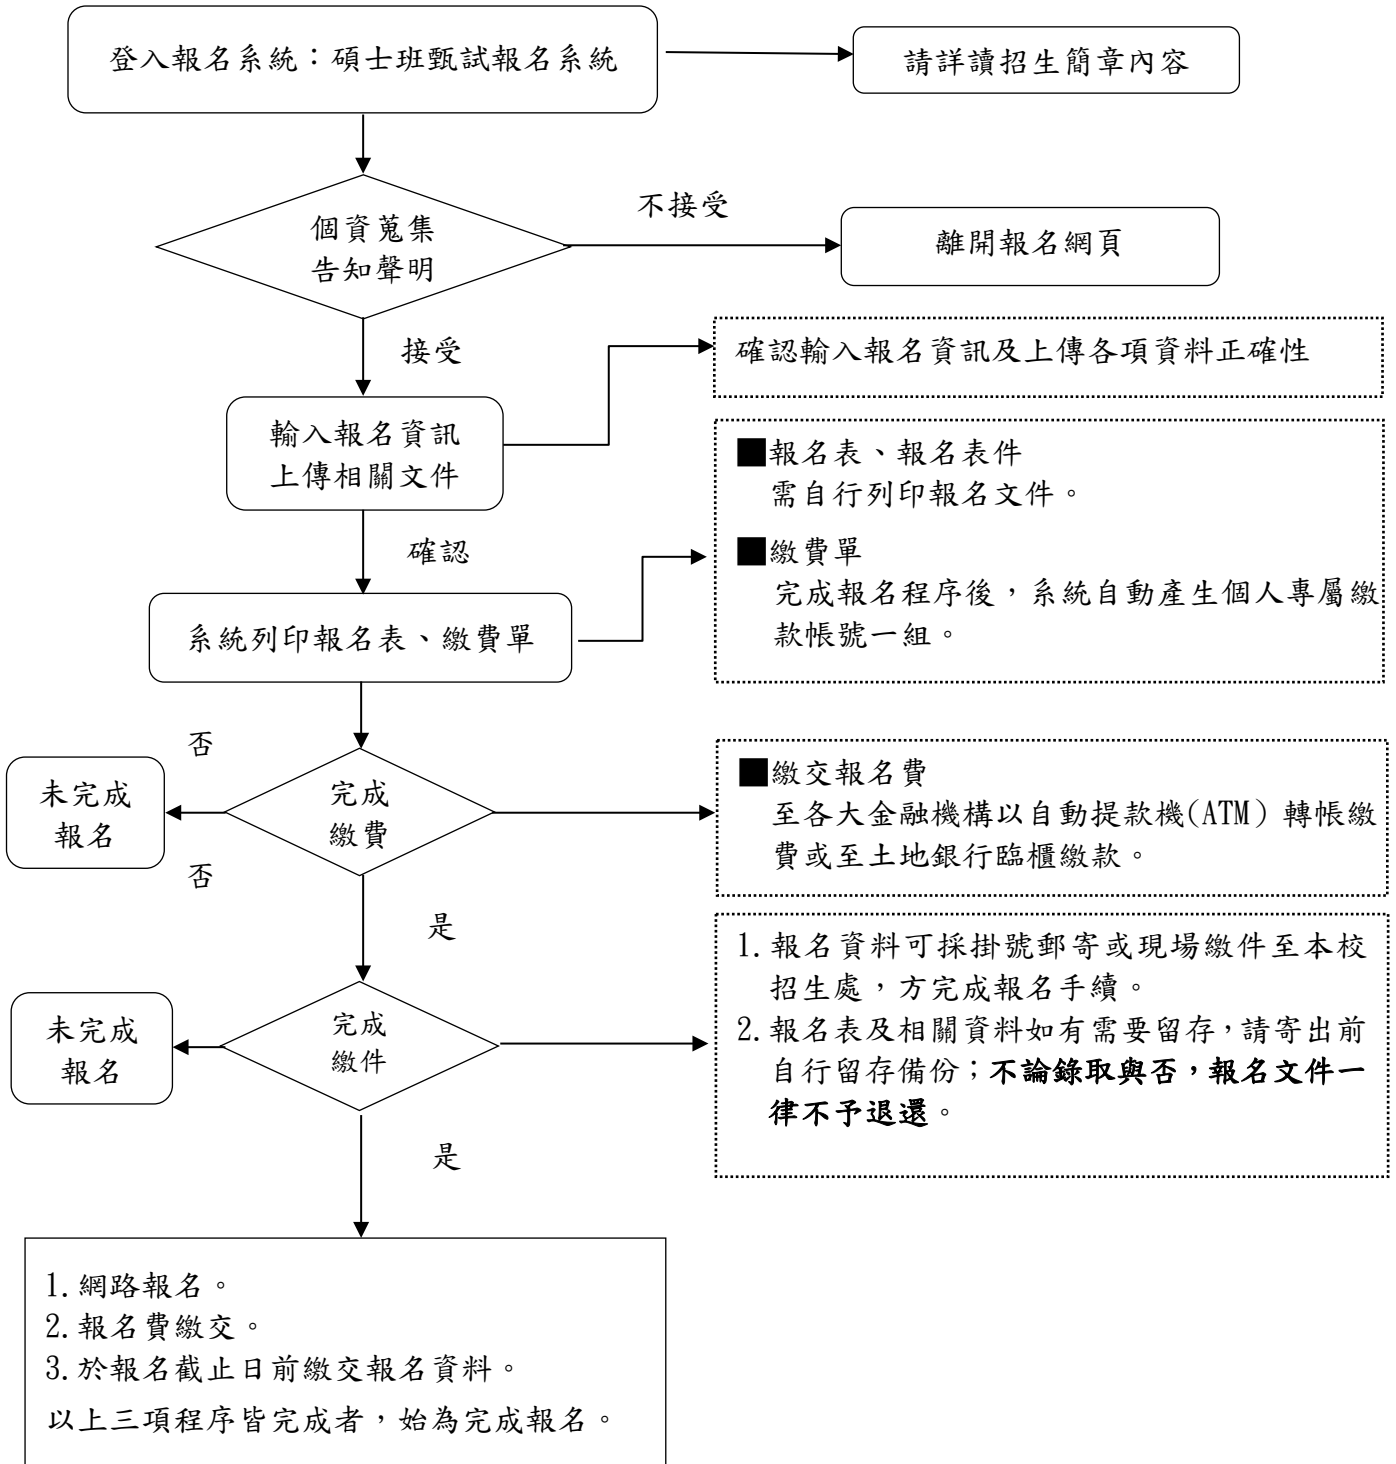 登入報名系統：碩士班甄試報名系統
請詳讀招生簡章內容
個資蒐集
告知聲明
不接受
離開報名網頁
接受
確認輸入報名資訊及上傳各項資料正確性
輸入報名資訊
上傳相關文件
■報名表、報名表件
需自行列印報名文件。
■繳費單
完成報名程序後，系統自動產生個人專屬繳
款帳號一組。
確認
系統列印報名表、繳費單
否
未完成
報名
完成
繳費
■繳交報名費
至各大金融機構以自動提款機(ATM) 轉帳繳
費或至土地銀行臨櫃繳款。
否
是
1.報名資料可採掛號郵寄或現場繳件至本校
招生處，方完成報名手續。
2.報名表及相關資料如有需要留存，請寄出前
自行留存備份；不論錄取與否，報名文件一
律不予退還。
未完成
報名
完成
繳件
是
1.網路報名。
2.報名費繳交。
3.於報名截止日前繳交報名資料。
以上三項程序皆完成者，始為完成報名。